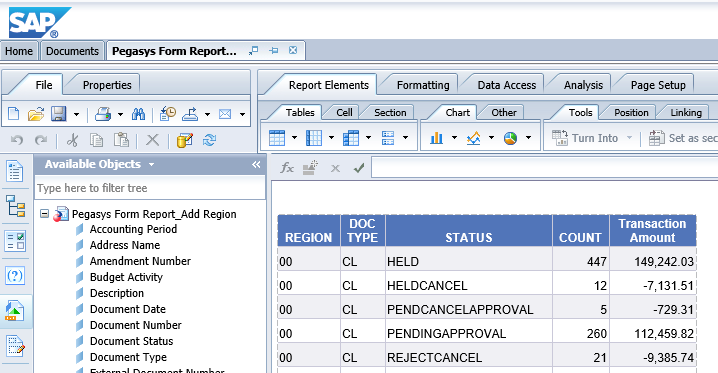 SAP®
Home Documents Pegasys Form Report...
File Properties Report Elements Formatting Data Access Analysis Page Setup
Tables Cell Section Chart Other Tools Position Linking
Turn Into Set as sec
Available Objects
Type here to filter tree
Pegasys Form Report_Add Region
Accounting Period
Address Name
Amendment Number
Budget Activity
Description
Document Date
Document Number
Document Status
Document Type
External Document Number
fx
REGION DOC TYPE STATUS COUNT Transaction Amount
00 CL HELD 447 149,242.03
00 CL HELDCANCEL 12 -7,131.51
00 CL PENDCANCELAPPROVAL 5 -729.31
00 CL PENDINGAPPROVAL 260 112,459.82
00 CL REJECTCANCEL 21 -9,385.74